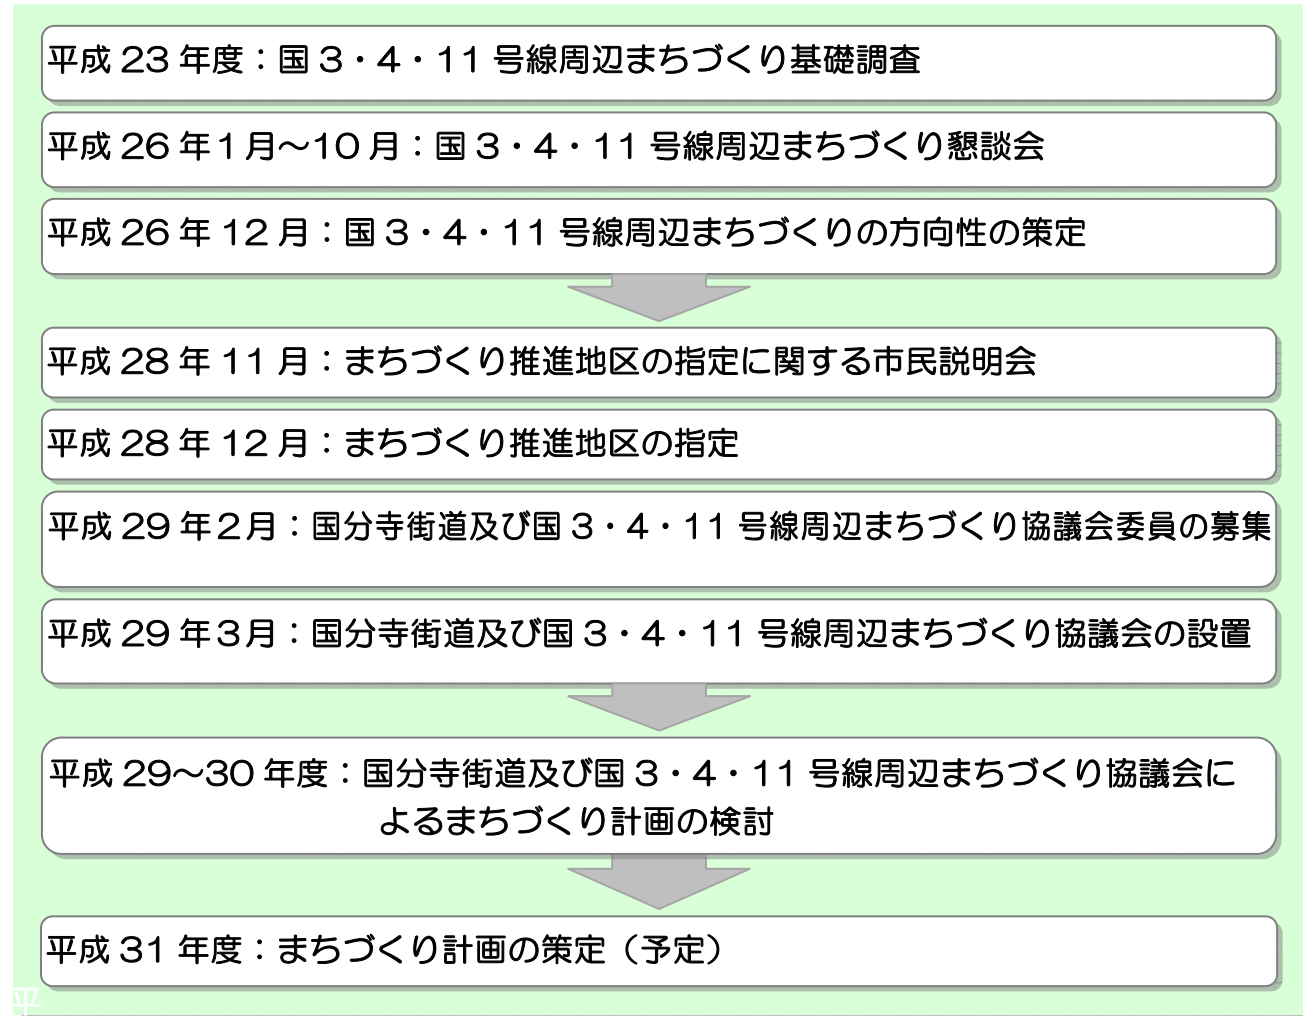 平成 23 年度：国 3・4・11 号線周辺まちづくり基礎調査
平成 26 年１月～10 月：国 3・4・11 号線周辺まちづくり懇談会
平成 26 年 12 月：国 3・4・11 号線周辺まちづくりの方向性の策定
平成 28 年 11 月：まちづくり推進地区の指定に関する市民説明会
平成 28 年 12 月：まちづくり推進地区の指定
平成 29 年２月：国分寺街道及び国 3・4・11 号線周辺まちづくり協議会委員の募集
平成 29 年３月：国分寺街道及び国 3・4・11 号線周辺まちづくり協議会の設置
平成 29～30 年度：国分寺街道及び国 3・4・11 号線周辺まちづくり協議会に
よるまちづくり計画の検討
平成 31 年度：まちづくり計画の策定（予定）
平